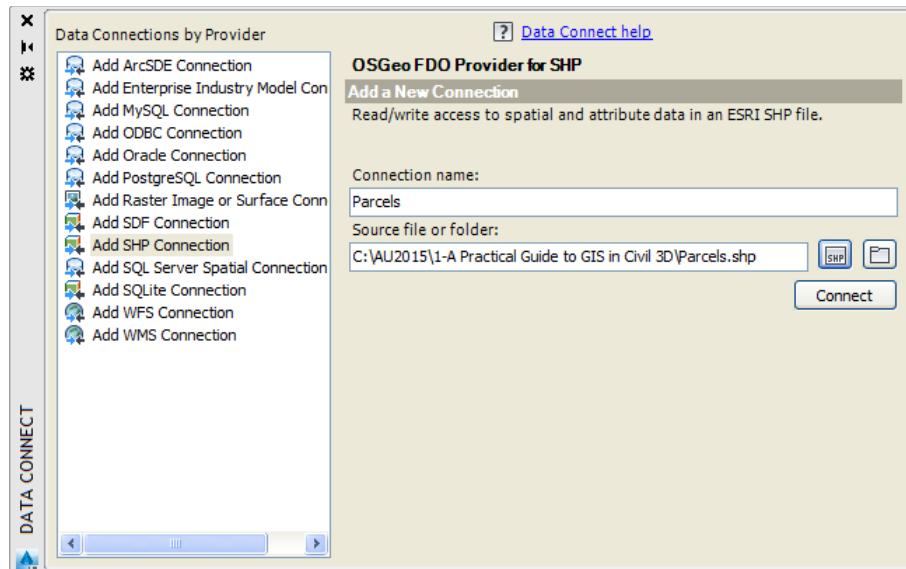 Data Connections by Provider
Data Connect help
Add ArcSDE Connection
Add Enterprise Industry Model Con
Add MySQL Connection
Add ODBC Connection
Add Oracle Connection
Add PostgreSQL Connection
Add Raster Image or Surface Conn
Add SDF Connection
Add SHP Connection
Add SQL Server Spatial Connection
Add SQLite Connection
Add WFS Connection
Add WMS Connection
OSGeo FDO Provider for SHP
Add a New Connection
Read/write access to spatial and attribute data in an ESRI SHP file.
Connection name:
Parcels
Source file or folder:
C:\AU2015\1-A Practical Guide to GIS in Civil 3D\Parcels.shp
SHP
Connect
DATA CONNECT